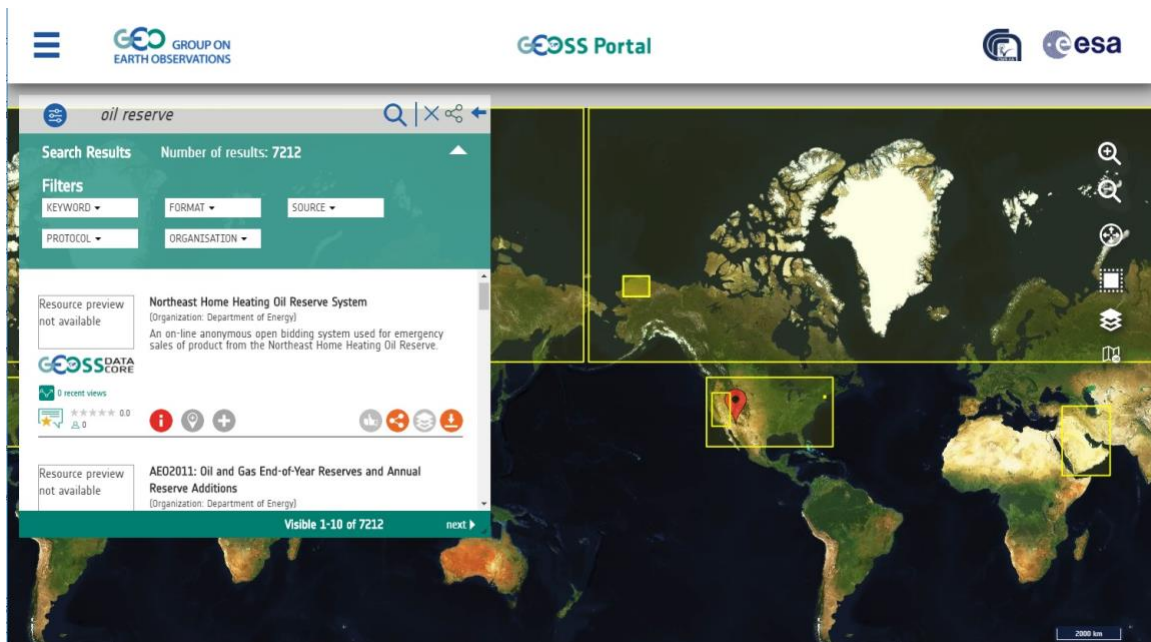 GEO GROUP ON
EARTH OBSERVATIONS
GEOSS Portal
esa
oil reserve
Search Results Number of results: 7212
Filters
KEYWORD FORMAT SOURCE
PROTOCOL ORGANISATION
Resource preview
not available
Northeast Home Heating Oil Reserve System
(Organization: Department of Energy)
An on-line anonymous open bidding system used for emergency
sales of product from the Northeast Home Heating Oil Reserve.
GEOSS DATA
CORE
0 recent views
0.0
0
Resource preview
not available
AEO2011: Oil and Gas End-of-Year Reserves and Annual
Reserve Additions
(Organization: Department of Energy)
Visible 1-10 of 7212 next
2000 km